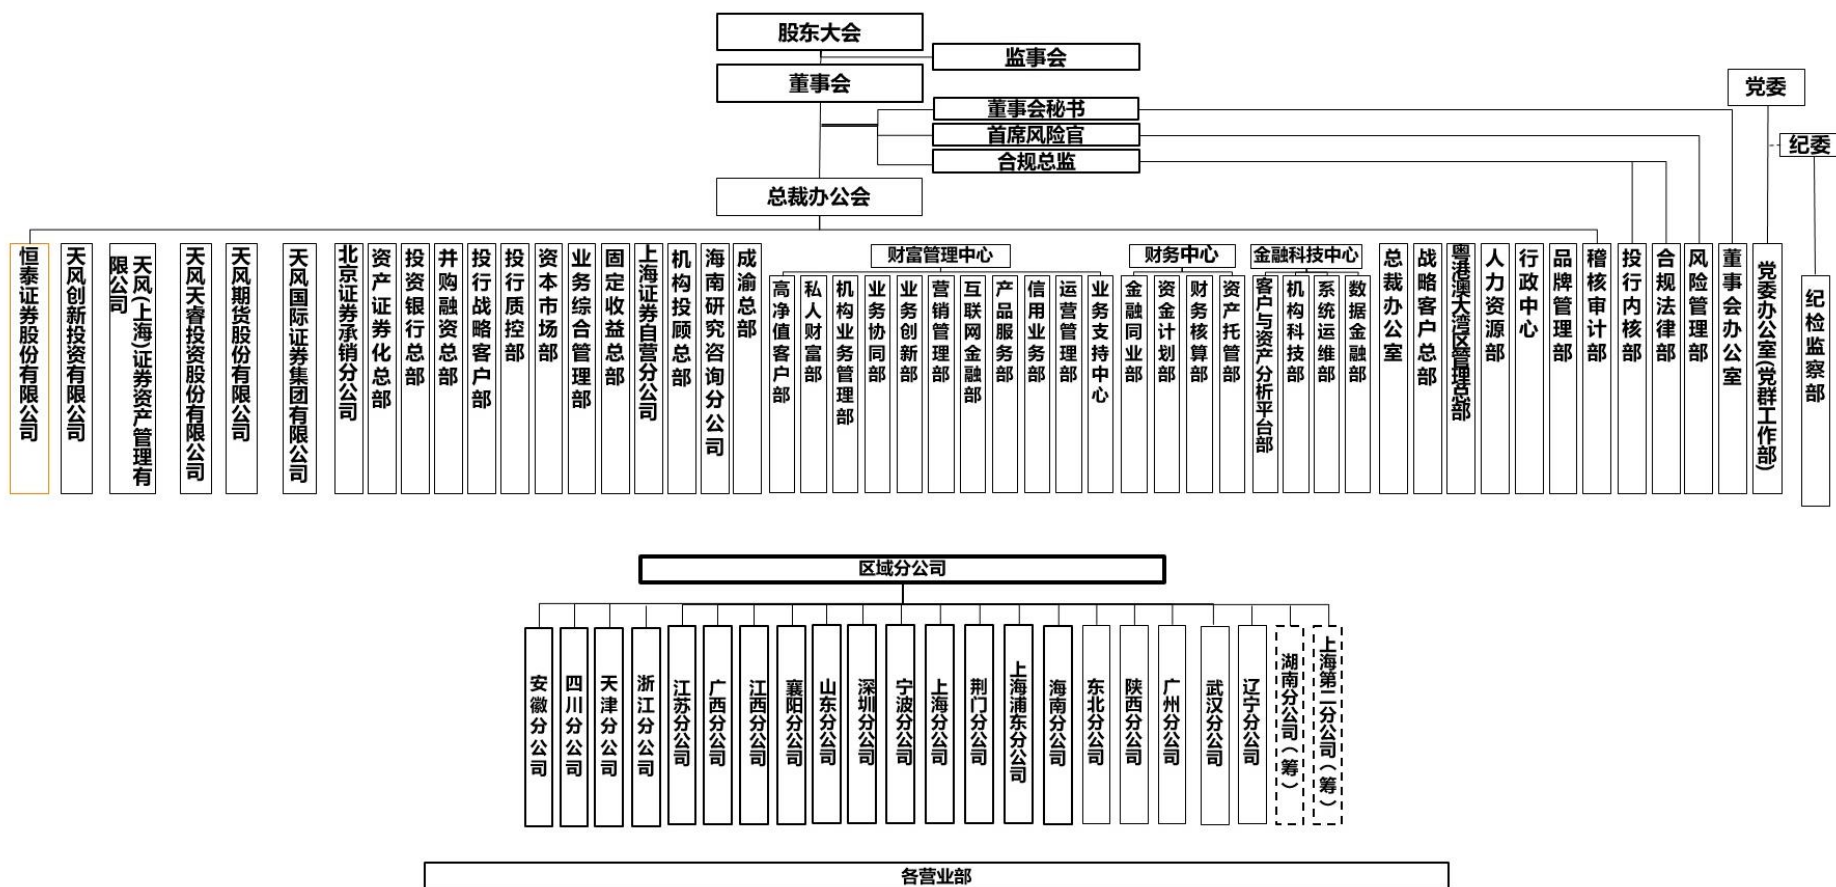 股东大会
监事会
董事会
党委
董事会秘书
首席风险官
纪委
合规总监
总裁办公会
恒泰证券股份有限公司
天风创新投资有限公司
天风(上海)证券资产管理有限公司
天风天睿投资股份有限公司
天风期货股份有限公司
天风国际证券集团有限公司
北京证券承销分公司
资产证券化总部
投资银行总部
并购融资总部
投行战略客户部
投行质控部
资本市场部
业务综合管理部
固定收益总部
上海证券自营分公司
机构投顾总部
海南研究咨询分公司
成渝总部
财富管理中心
高净值客户部
私人财富部
机构业务管理部
业务协同部
业务创新部
营销管理部
互联网金融部
产品服务部
信用业务部
运营管理部
业务支持中心
财务中心
金融同业部
资金计划部
财务核算部
资产托管部
金融科技中心
客户与资产分析平台部
机构科技部
系统运维部
数据金融部
总裁办公室
战略客户总部
粤港澳大湾区管理总部
人力资源部
行政中心
品牌管理部
稽核审计部
投行内核部
合规法律部
风险管理部
董事会办公室
党委办公室(党群工作部)
纪检监察部
区域分公司
安徽分公司
四川分公司
天津分公司
浙江分公司
江苏分公司
广西分公司
江西分公司
襄阳分公司
山东分公司
深圳分公司
宁波分公司
上海分公司
荆门分公司
上海浦东分公司
海南分公司
东北分公司
陕西分公司
广州分公司
武汉分公司
辽宁分公司
湖南分公司(筹)
上海第二分公司(筹)
各营业部